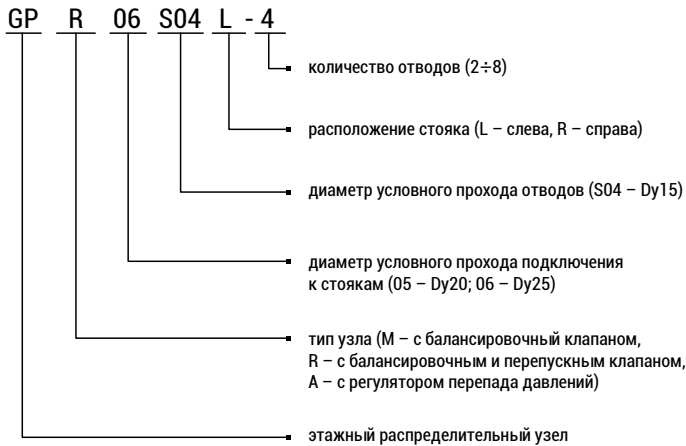 GP R 06 S04 L - 4
количество отводов (2÷8)
расположение стояка (L – слева, R – справа)
диаметр условного прохода отводов (S04 – Dy15)
диаметр условного прохода подключения
к стоякам (05 – Dy20; 06 – Dy25)
тип узла (M – с балансировочный клапаном,
R – с балансировочным и перепускным клапаном,
A – с регулятором перепада давлений)
этажный распределительный узел